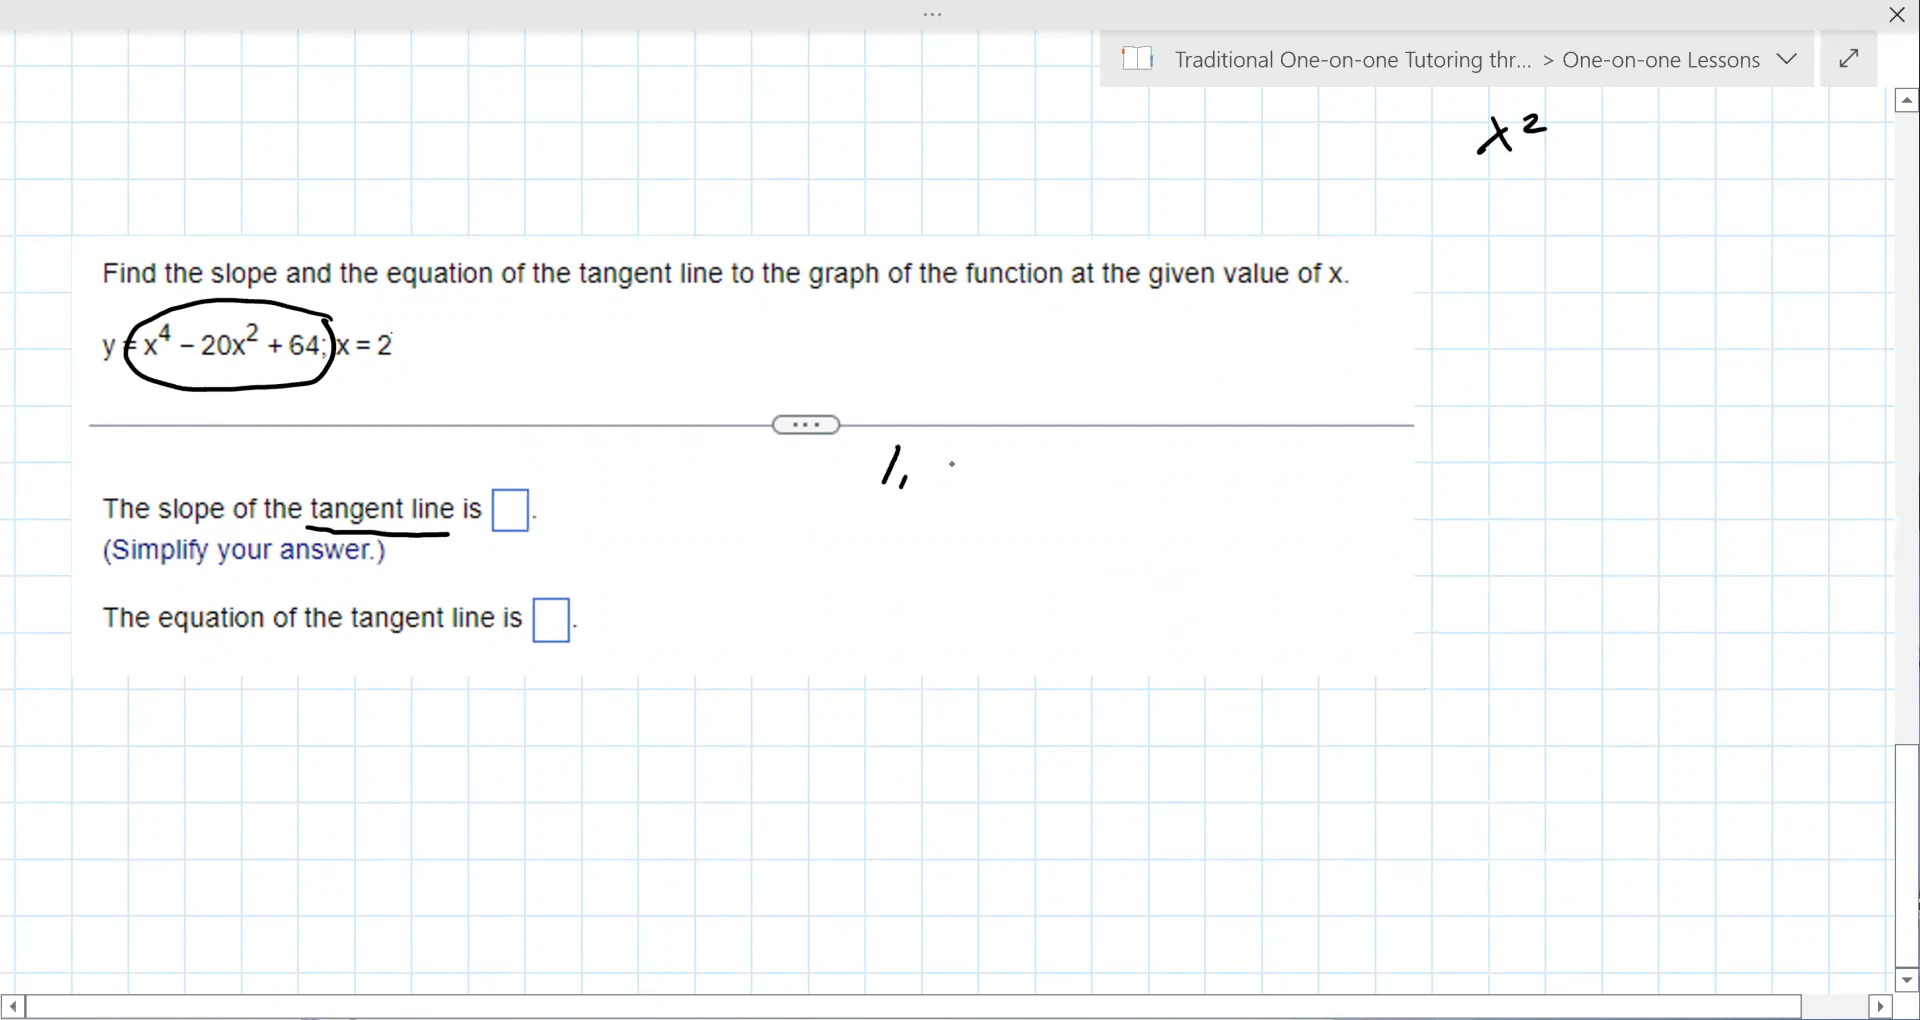 ...
Traditional One-on-one Tutoring thr... > One-on-one Lessons
x²
Find the slope and the equation of the tangent line to the graph of the function at the given value of x.
y = x⁴ − 20x² + 64; x = 2
...
1,
The slope of the tangent line is .
(Simplify your answer.)
The equation of the tangent line is .